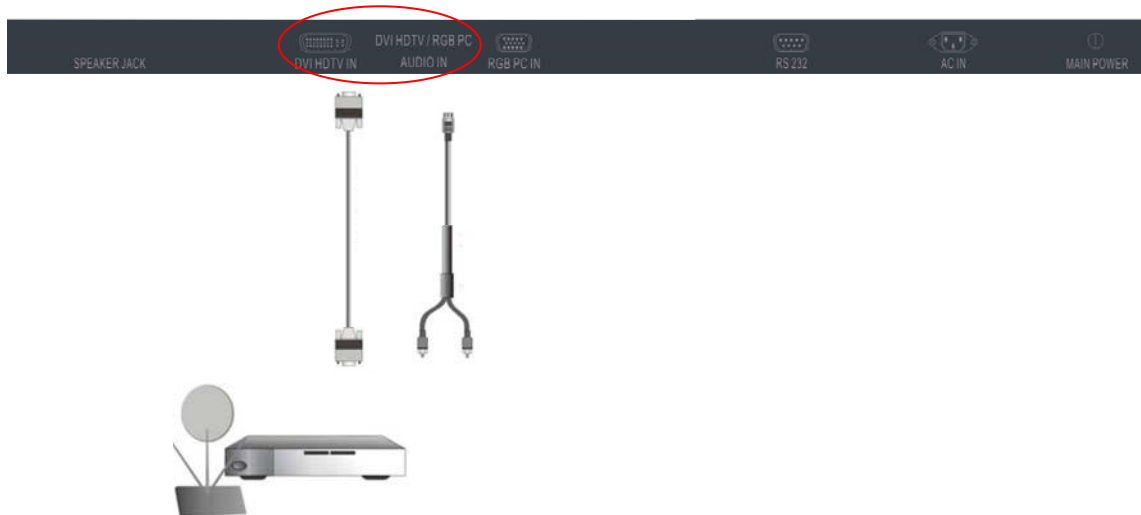 DVI HDTV / RGB PC
SPEAKER JACK
DVI HDTV IN
AUDIO IN
RGB PC IN
RS 232
AC IN
MAIN POWER